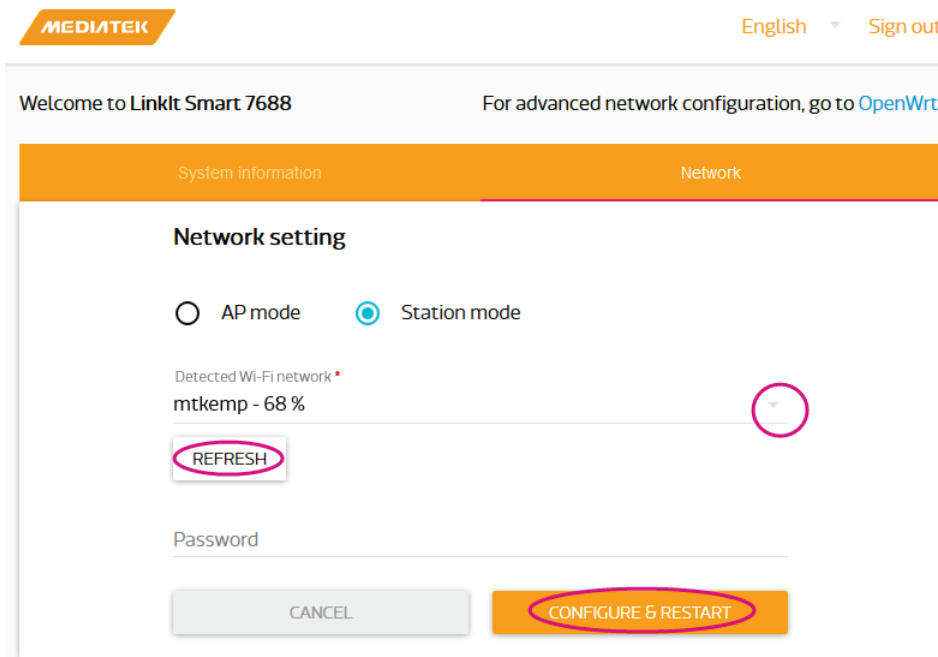 MEDIATEK
English Sign out
Welcome to LinkIt Smart 7688 For advanced network configuration, go to OpenWrt
System information Network
Network setting
AP mode Station mode
Detected Wi-Fi network *
mtkemp - 68 %
REFRESH
Password
CANCEL CONFIGURE & RESTART